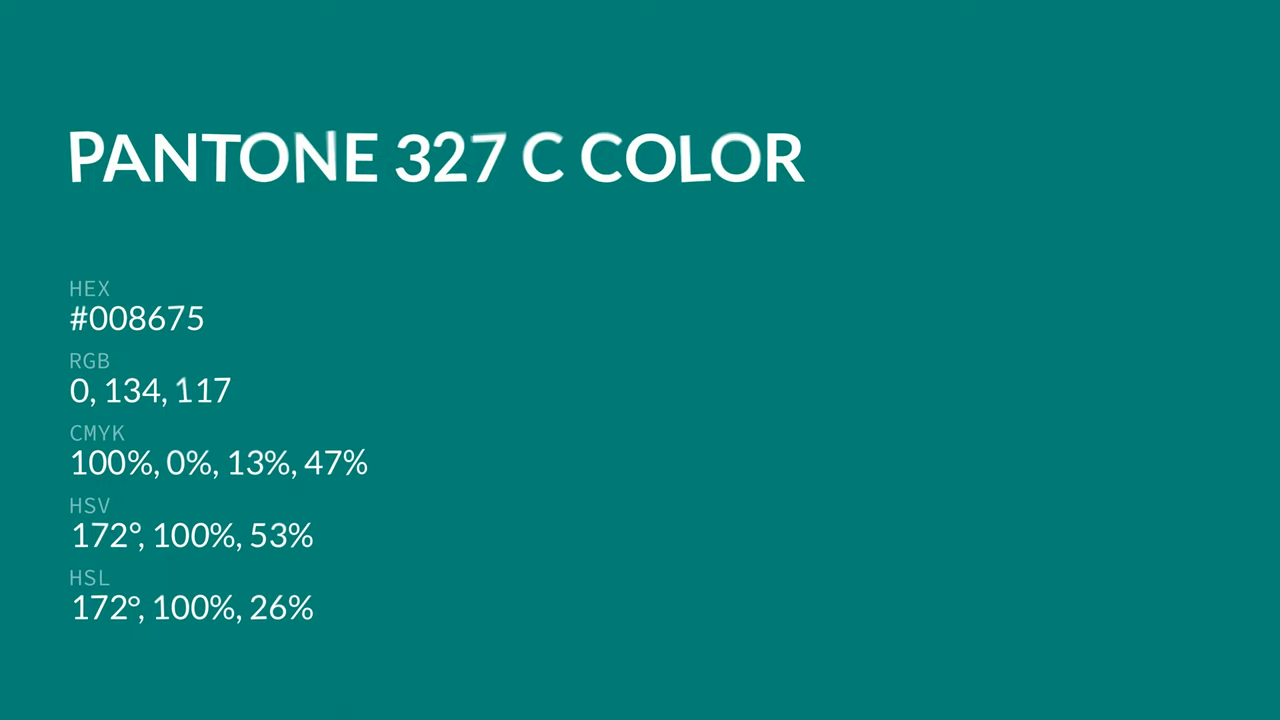 PANTONE 327 C COLOR
HEX
#008675
RGB
0, 134, 117
CMYK
100%, 0%, 13%, 47%
HSV
172°, 100%, 53%
HSL
172°, 100%, 26%